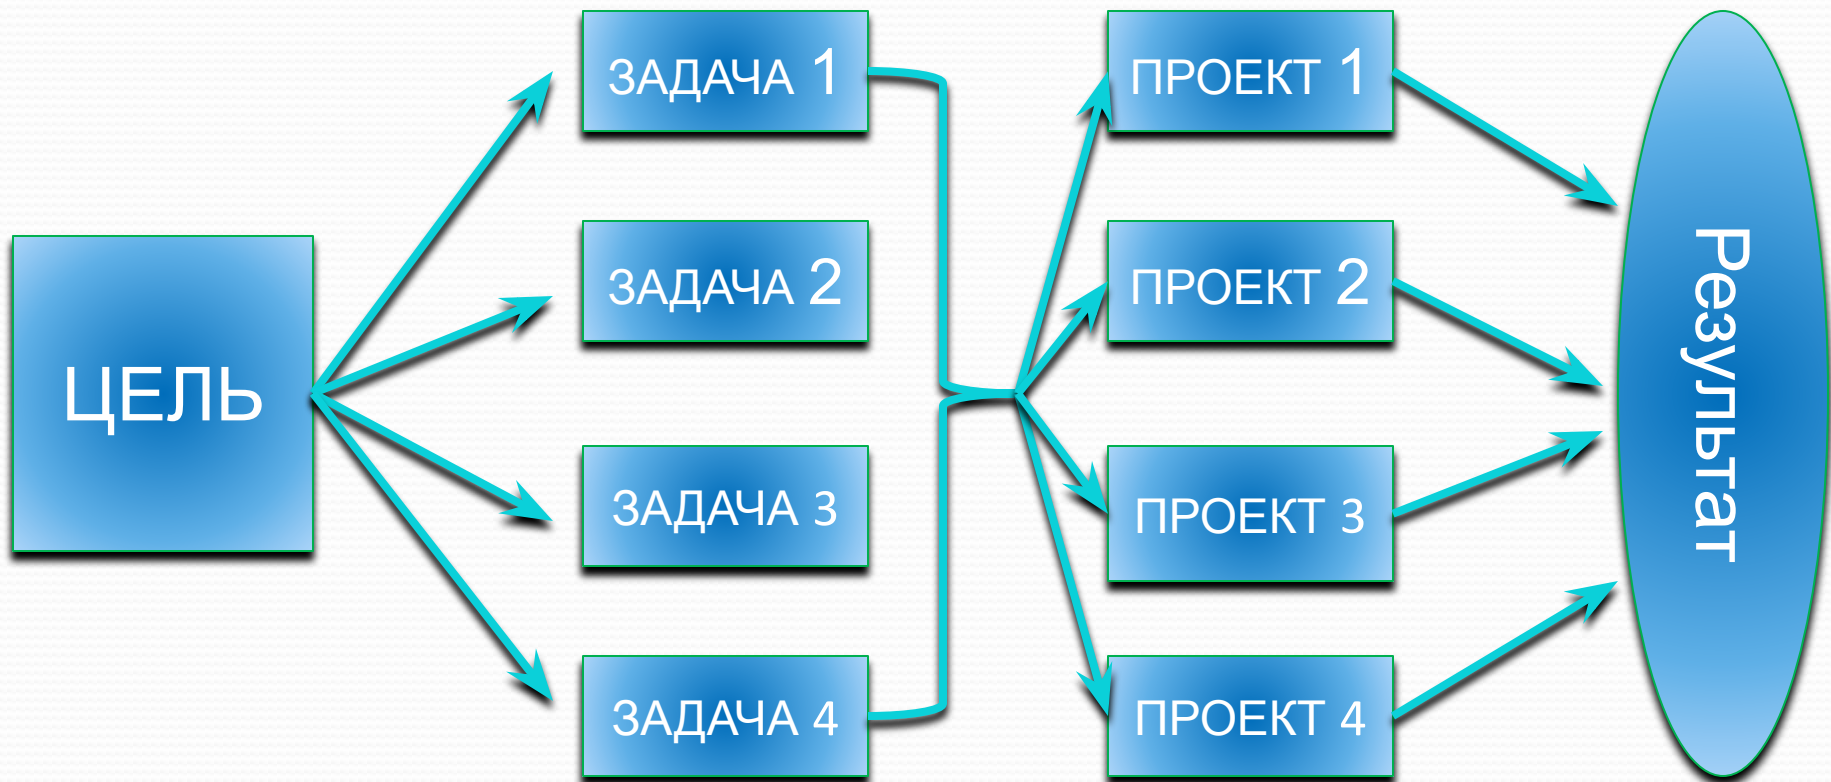 ЦЕЛЬ
ЗАДАЧА 1
ЗАДАЧА 2
ЗАДАЧА 3
ЗАДАЧА 4
ПРОЕКТ 1
ПРОЕКТ 2
ПРОЕКТ 3
ПРОЕКТ 4
Результат